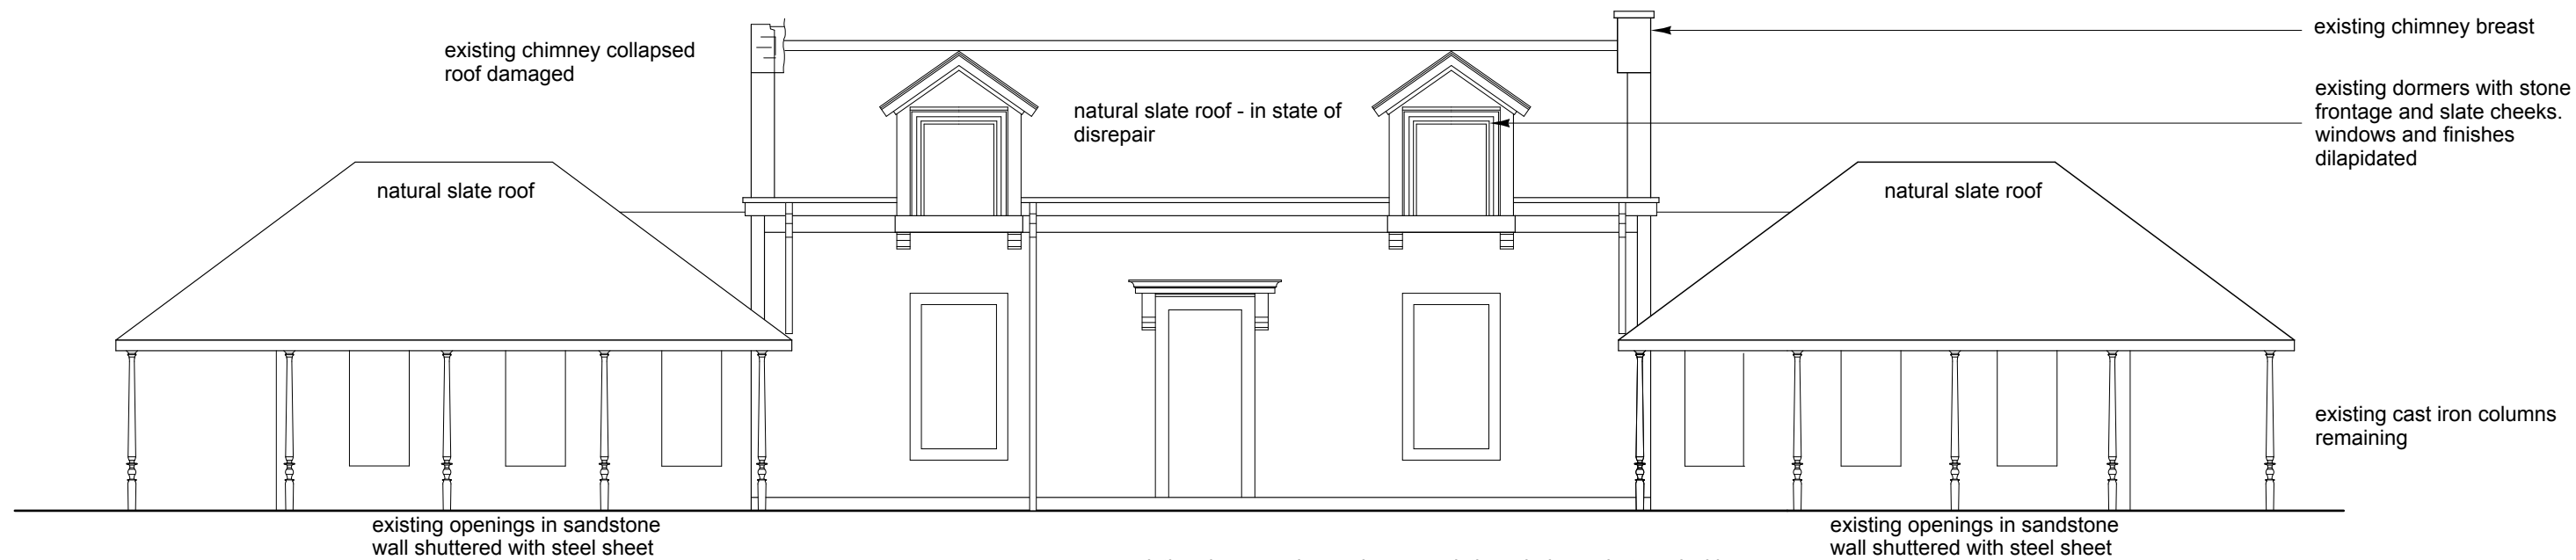 existing chimney collapsed
roof damaged
existing chimney breast
existing dormers with stone
frontage and slate cheeks.
windows and finishes
dilapidated
natural slate roof - in state of
disrepair
natural slate roof
natural slate roof
existing cast iron columns
remaining
existing openings in sandstone
wall shuttered with steel sheet
existing openings in sandstone
wall shuttered with steel sheet